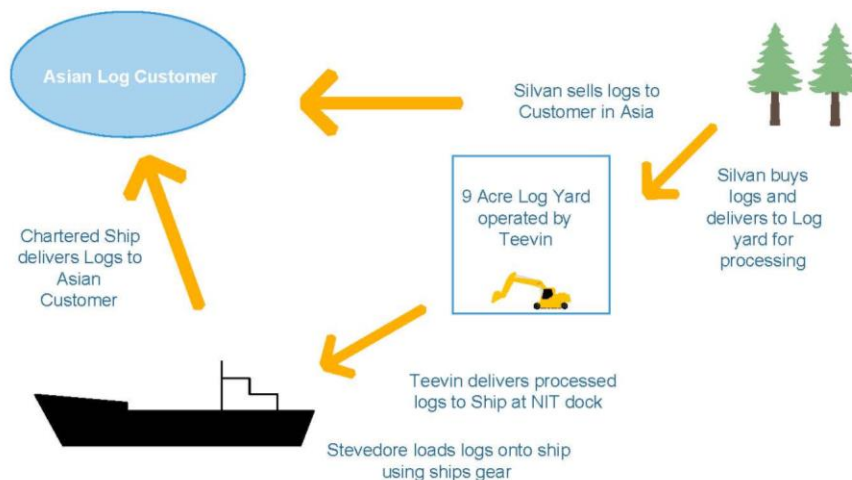 Asian Log Customer
Silvan sells logs to
Customer in Asia
9 Acre Log Yard
operated by
Teevin
Silvan buys
logs and
delivers to Log
yard for
processing
Chartered Ship
delivers Logs to
Asian
Customer
Teevin delivers processed
logs to Ship at NIT dock
Stevedore loads logs onto ship
using ships gear